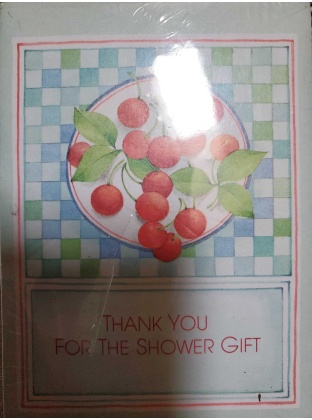 THANK YOU
FOR THE SHOWER GIFT